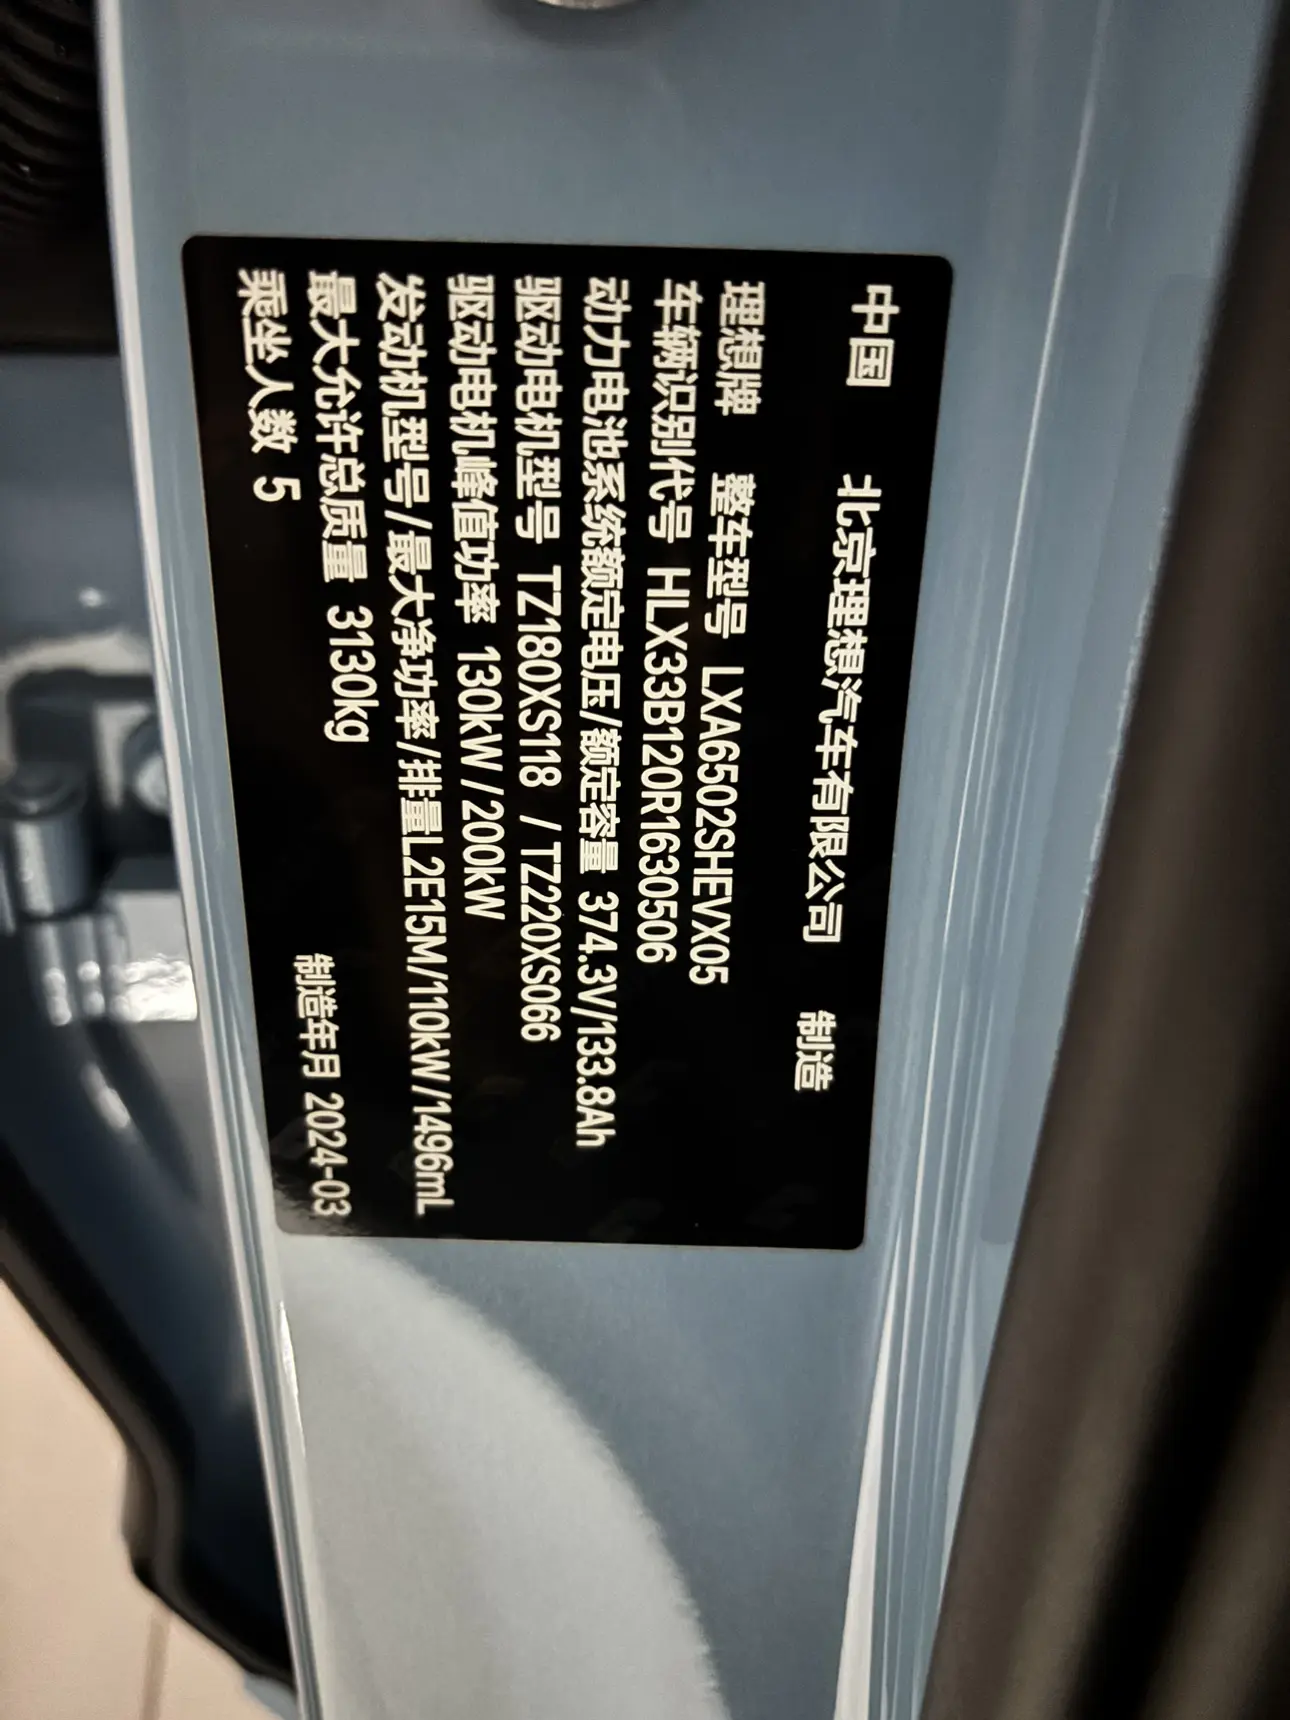 中国 北京理想汽车有限公司 制造
理想牌 整车型号 LXA6502SHEVX05
车辆识别代号 HLX33B120R1630506
动力电池系统额定电压/额定容量 374.3V/133.8Ah
驱动电机型号 TZ180XS118 / TZ220XS066
驱动电机峰值功率 130kW/200kW
发动机型号/最大净功率/排量L2E15M/110kW/1496mL
最大允许总质量 3130kg
乘坐人数 5 制造年月 2024-03